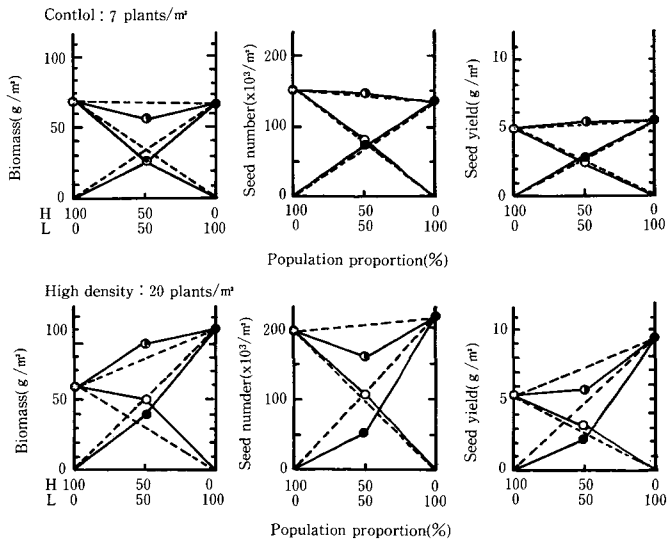 Contlol : 7 plants/m²
Biomass(g/m²)
100
50
0
H 100 50 0
L 0 50 100
Seed number(x10³/m²)
200
100
0
100 50 0
0 50 100
Seed yield(g/m²)
10
5
0
100 50 0
0 50 100
Population proportion(%)
High density : 20 plants/m²
Biomass(g/m²)
100
50
0
H 100 50 0
L 0 50 100
Seed numder(x10³/m²)
200
100
0
100 50 0
0 50 100
Seed yield(g/m²)
10
5
0
100 50 0
0 50 100
Population proportion(%)